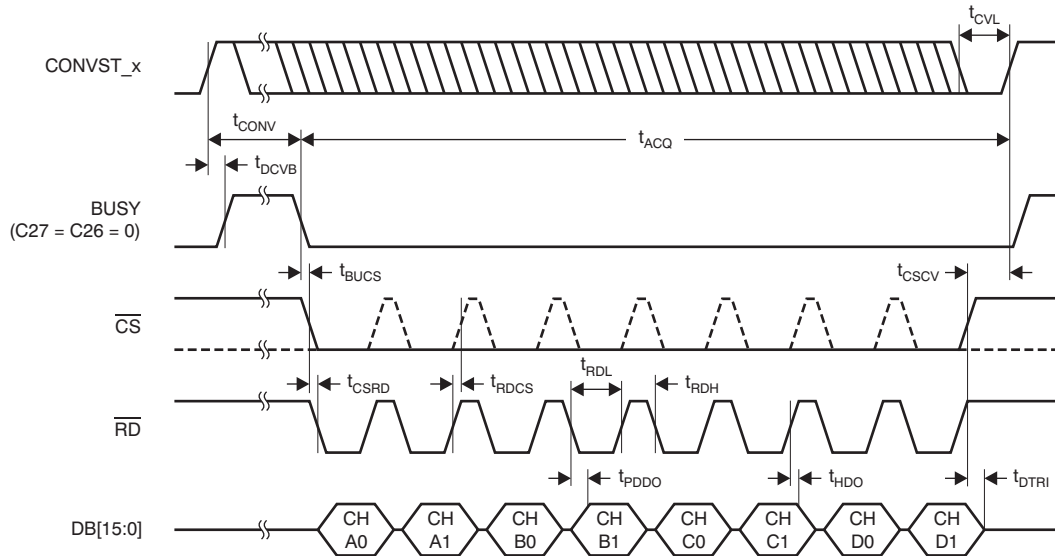 t_CVL
CONVST_x
t_CONV
t_ACQ
t_DCVB
BUSY
(C27 = C26 = 0)
t_BUCS
t_CSCV
CS
t_CSRD
t_RDCS
t_RDL
t_RDH
RD
t_PDDO
t_HDO
t_DTRI
DB[15:0]
CH A0
CH A1
CH B0
CH B1
CH C0
CH C1
CH D0
CH D1